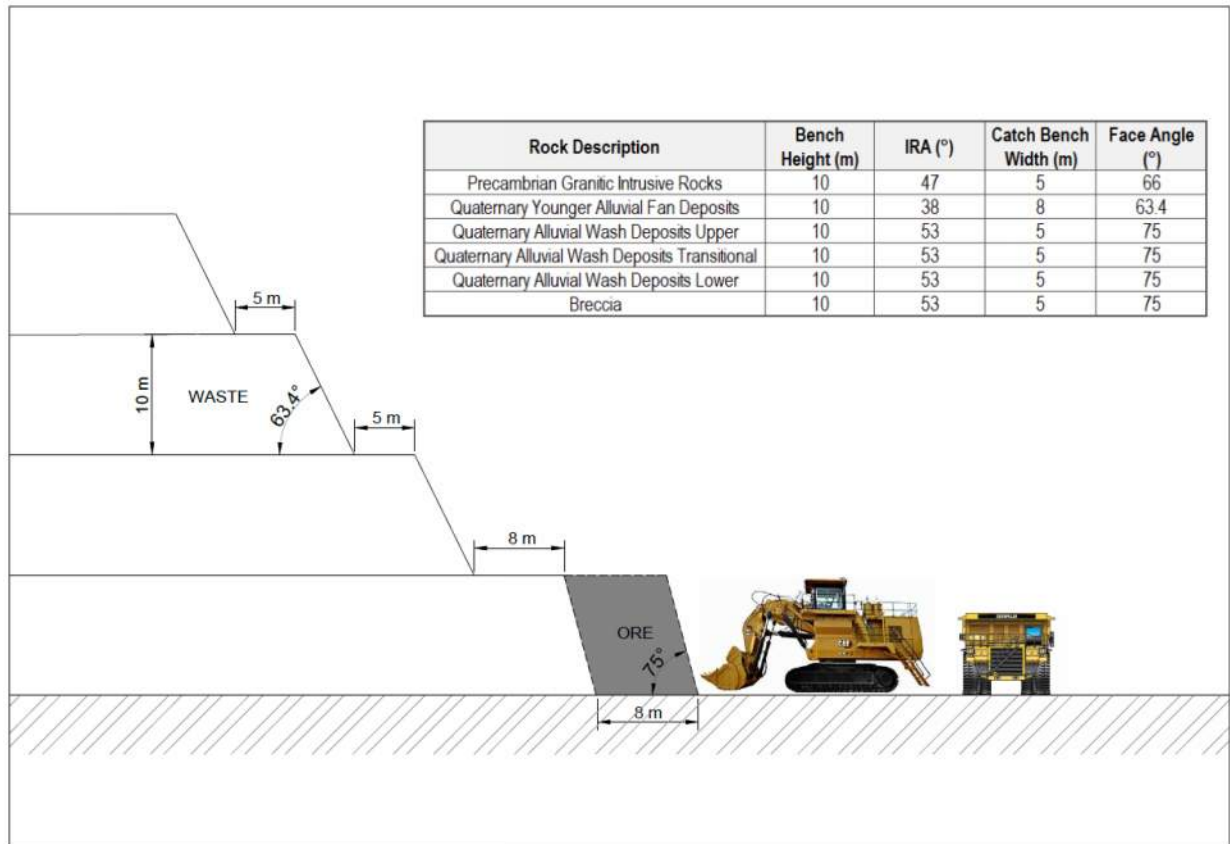 Rock Description Bench Height (m) IRA (°) Catch Bench Width (m) Face Angle (°)
Precambrian Granitic Intrusive Rocks 10 47 5 66
Quaternary Younger Alluvial Fan Deposits 10 38 8 63.4
Quaternary Alluvial Wash Deposits Upper 10 53 5 75
Quaternary Alluvial Wash Deposits Transitional 10 53 5 75
Quaternary Alluvial Wash Deposits Lower 10 53 5 75
Breccia 10 53 5 75
5 m
10 m
WASTE
63.4°
5 m
8 m
ORE
75°
8 m